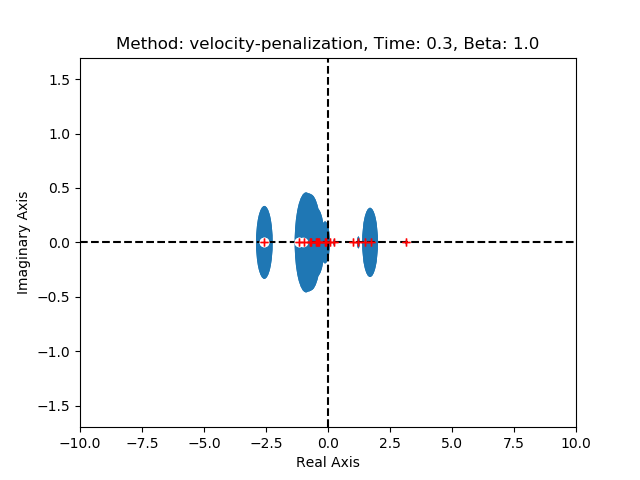 Method: velocity-penalization, Time: 0.3, Beta: 1.0
Imaginary Axis
1.5
1.0
0.5
0.0
−0.5
−1.0
−1.5
−10.0 −7.5 −5.0 −2.5 0.0 2.5 5.0 7.5 10.0
Real Axis